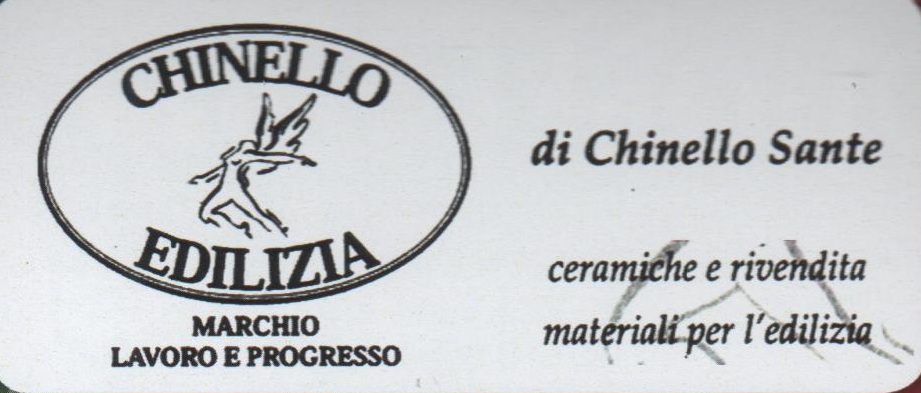 CHINELLO
EDILIZIA
MARCHIO
LAVORO E PROGRESSO
di Chinello Sante
ceramiche e rivendita
materiali per l'edilizia